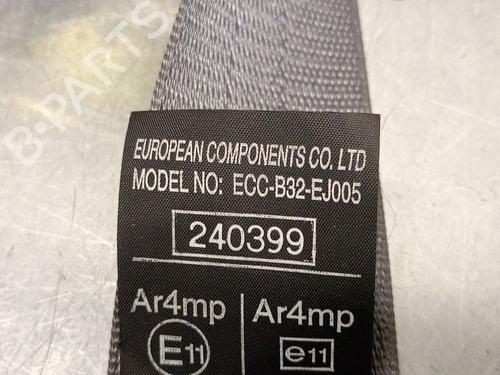 B-PARTS
EUROPEAN COMPONENTS CO. LTD
MODEL NO: ECC-B32-EJ005
240399
Ar4mp Ar4mp
E11 e11